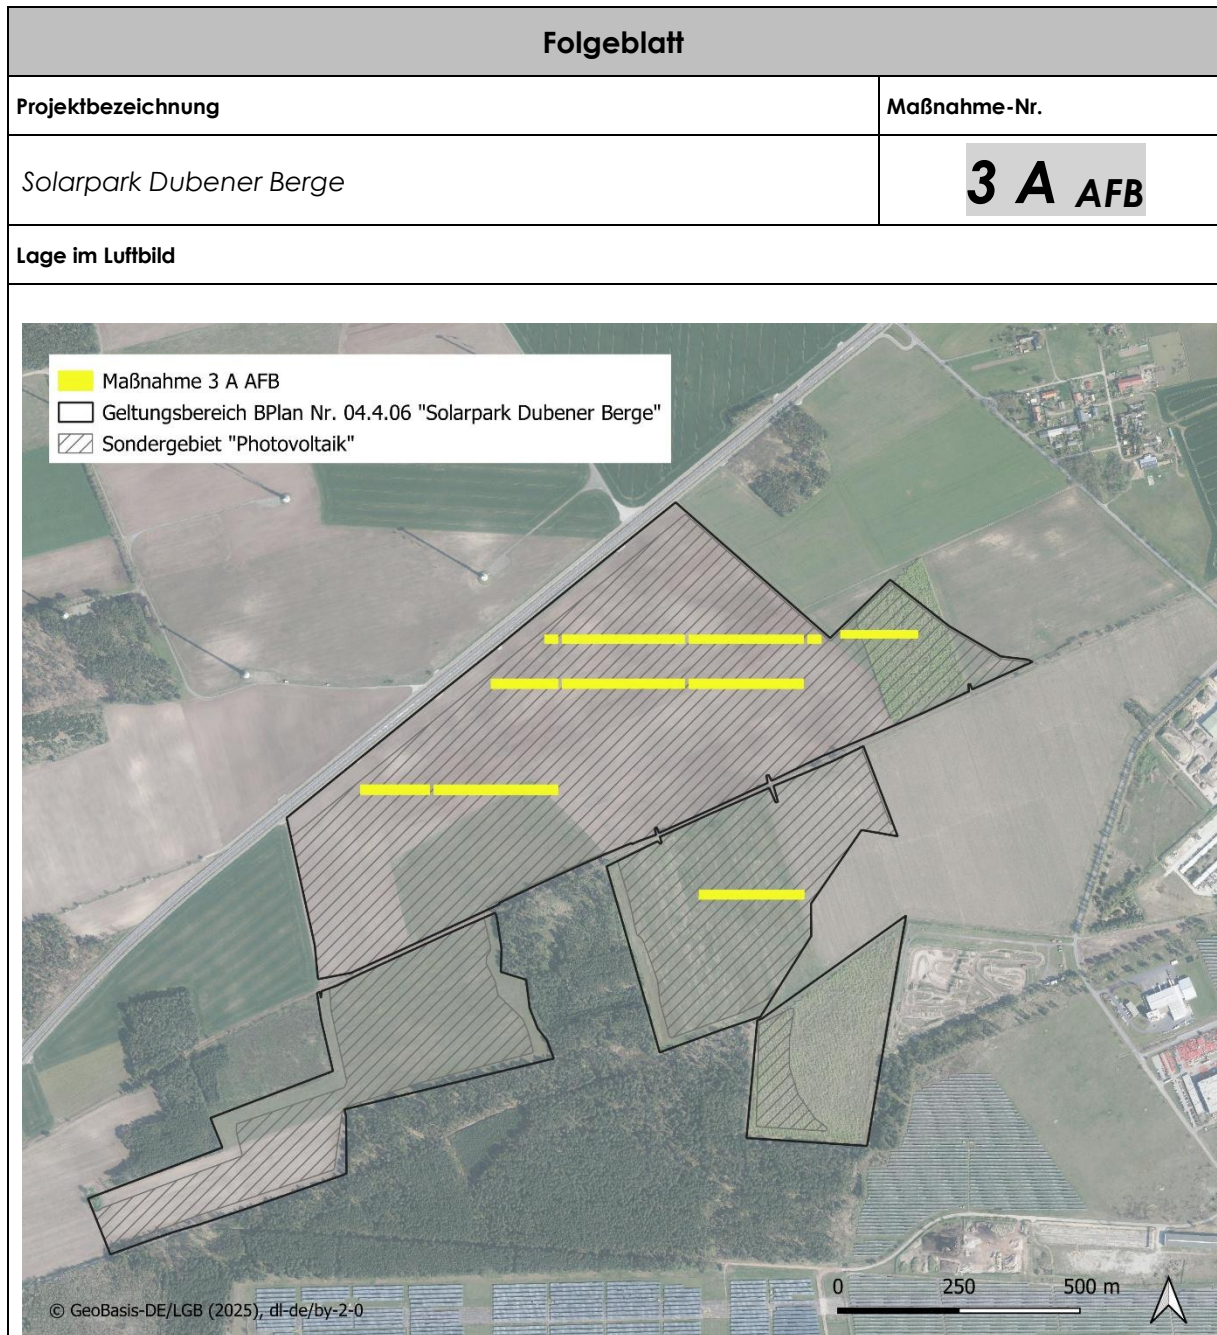 Folgeblatt
Projektbezeichnung
Maßnahme-Nr.
Solarpark Dubener Berge
3 A AFB
Lage im Luftbild
Maßnahme 3 A AFB
Geltungsbereich BPlan Nr. 04.4.06 "Solarpark Dubener Berge"
Sondergebiet "Photovoltaik"
0 250 500 m
© GeoBasis-DE/LGB (2025), dl-de/by-2-0